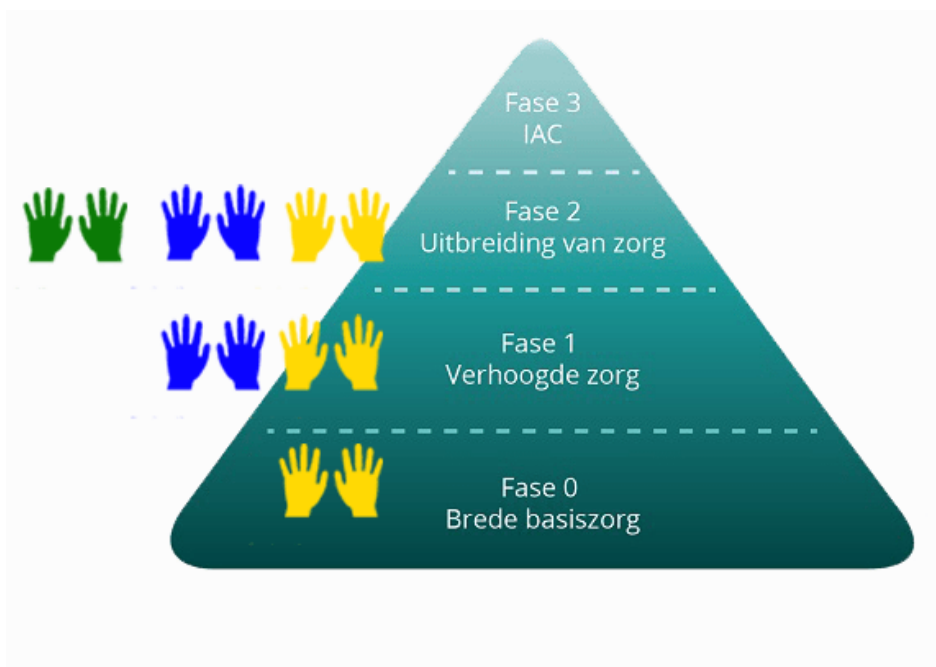 Fase 3
IAC
Fase 2
Uitbreiding van zorg
Fase 1
Verhoogde zorg
Fase 0
Brede basiszorg